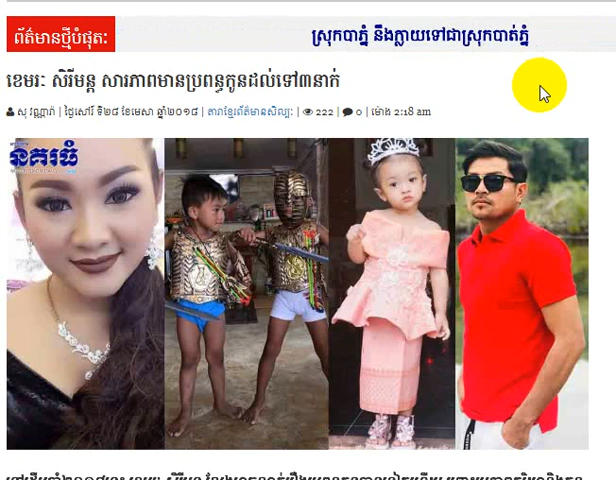 ព័ត៌មានថ្មីបំផុត:
ស្រុកបាភ្នំ នឹងក្លាយទៅជាស្រុកបាត់ភ្នំ
ខេមរៈ សិរីមន្ត សារភាពមានប្រពន្ធកូនដល់ទៅ៣នាក់
សុ វណ្ណារ៉ា | ថ្ងៃសៅរ៍ ទី២៨ ខែមេសា ឆ្នាំ២០១៨ | តារាខ្មែរព័ត៌មានសិល្បៈ | 222 | 0 | ម៉ោង 2:18 am
នគរធំ